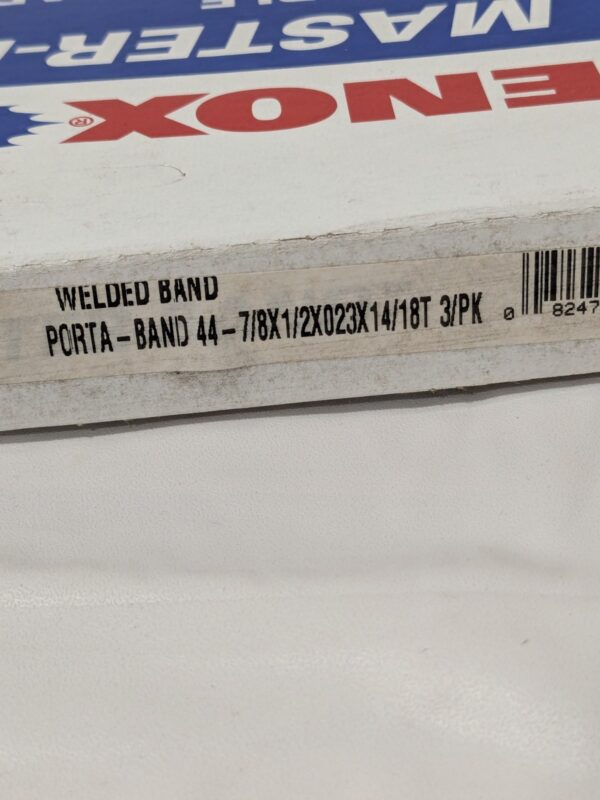 MASTER-
ENOX®
WELDED BAND
PORTA-BAND 44-7/8X1/2X023X14/18T 3/PK
0 8247